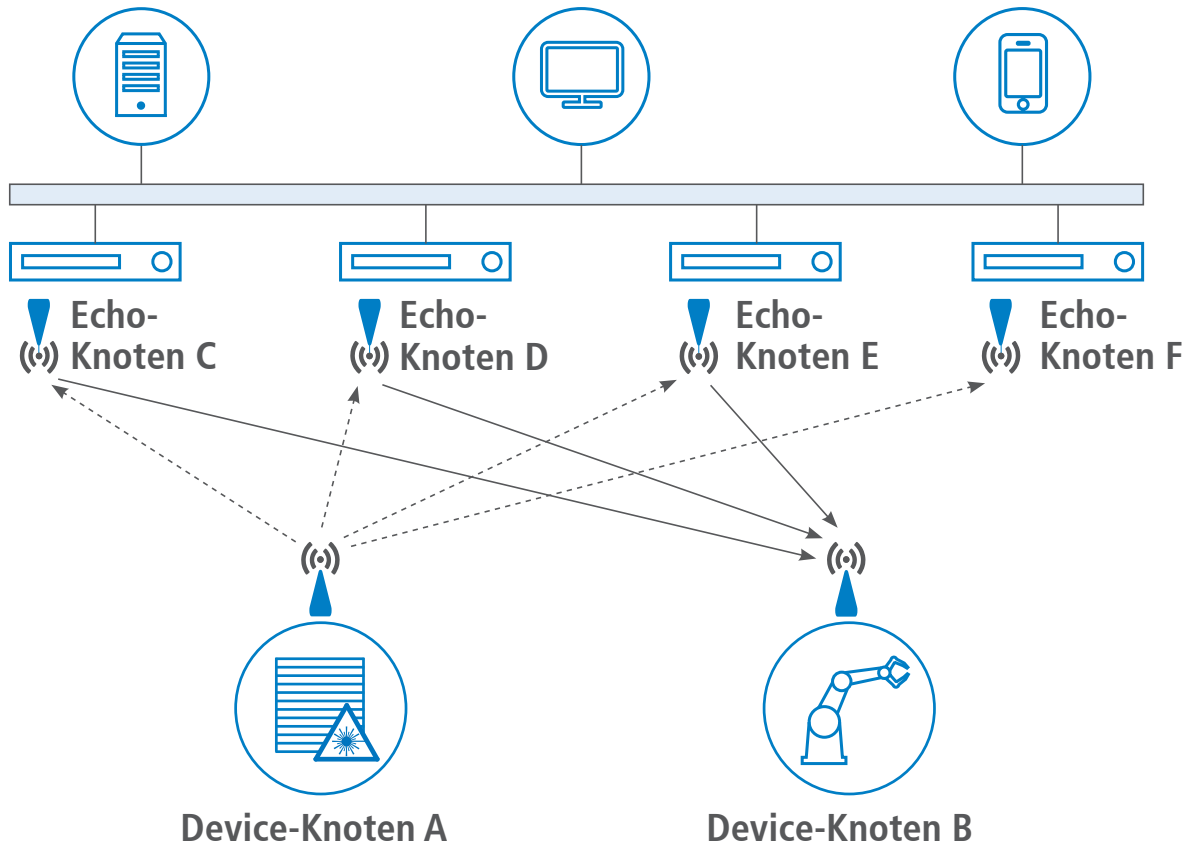 Echo-
Knoten C
Echo-
Knoten D
Echo-
Knoten E
Echo-
Knoten F
Device-Knoten A
Device-Knoten B